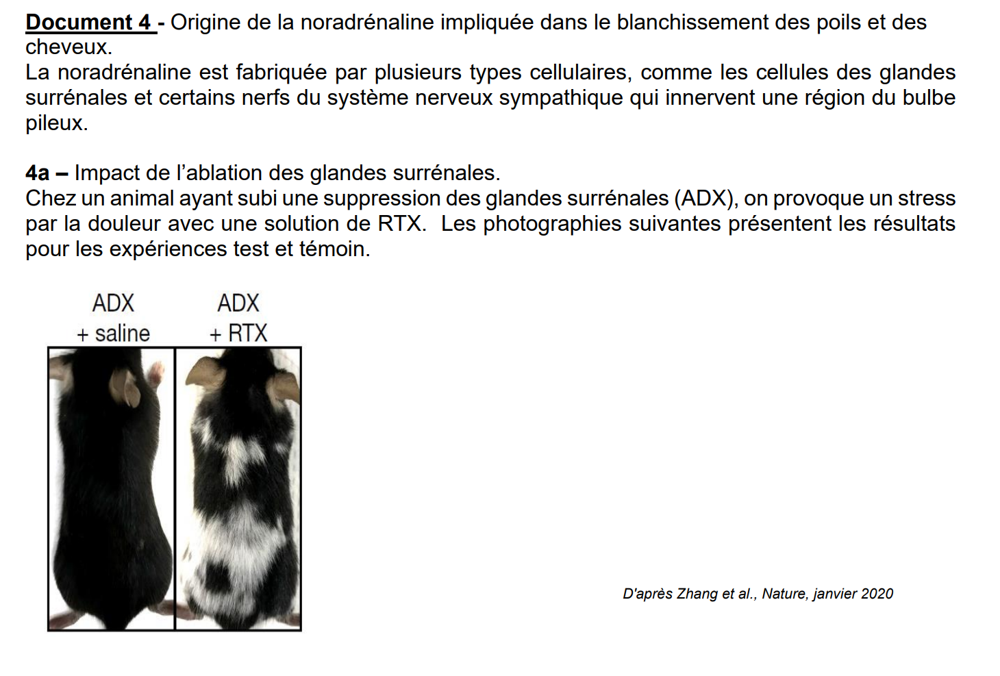 Document 4 - Origine de la noradrénaline impliquée dans le blanchissement des poils et des
cheveux.
La noradrénaline est fabriquée par plusieurs types cellulaires, comme les cellules des glandes
surrénales et certains nerfs du système nerveux sympathique qui innervent une région du bulbe
pileux.
4a – Impact de l’ablation des glandes surrénales.
Chez un animal ayant subi une suppression des glandes surrénales (ADX), on provoque un stress
par la douleur avec une solution de RTX. Les photographies suivantes présentent les résultats
pour les expériences test et témoin.
ADX
+ saline
ADX
+ RTX
D'après Zhang et al., Nature, janvier 2020